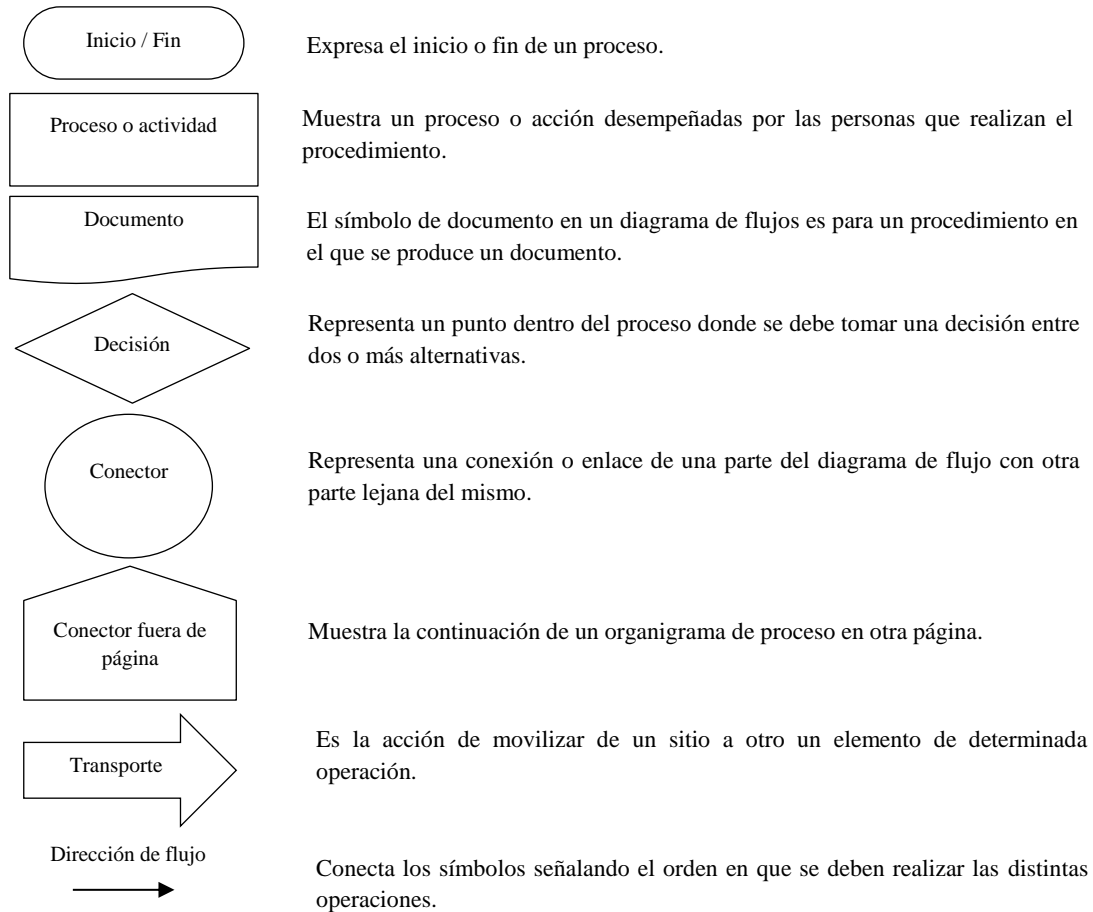 Inicio / Fin
Expresa el inicio o fin de un proceso.
Proceso o actividad
Muestra un proceso o acción desempeñadas por las personas que realizan el
procedimiento.
Documento
El símbolo de documento en un diagrama de flujos es para un procedimiento en
el que se produce un documento.
Decisión
Representa un punto dentro del proceso donde se debe tomar una decisión entre
dos o más alternativas.
Conector
Representa una conexión o enlace de una parte del diagrama de flujo con otra
parte lejana del mismo.
Conector fuera de
página
Muestra la continuación de un organigrama de proceso en otra página.
Transporte
Es la acción de movilizar de un sitio a otro un elemento de determinada
operación.
Dirección de flujo
Conecta los símbolos señalando el orden en que se deben realizar las distintas
operaciones.